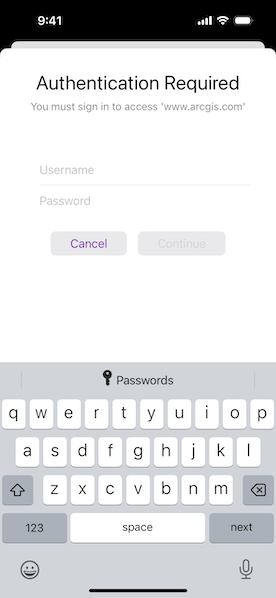 9:41
Authentication Required
You must sign in to access 'www.arcgis.com'
Username
Password
Cancel Continue
Passwords
q w e r t y u i o p
a s d f g h j k l
z x c v b n m
123 space next